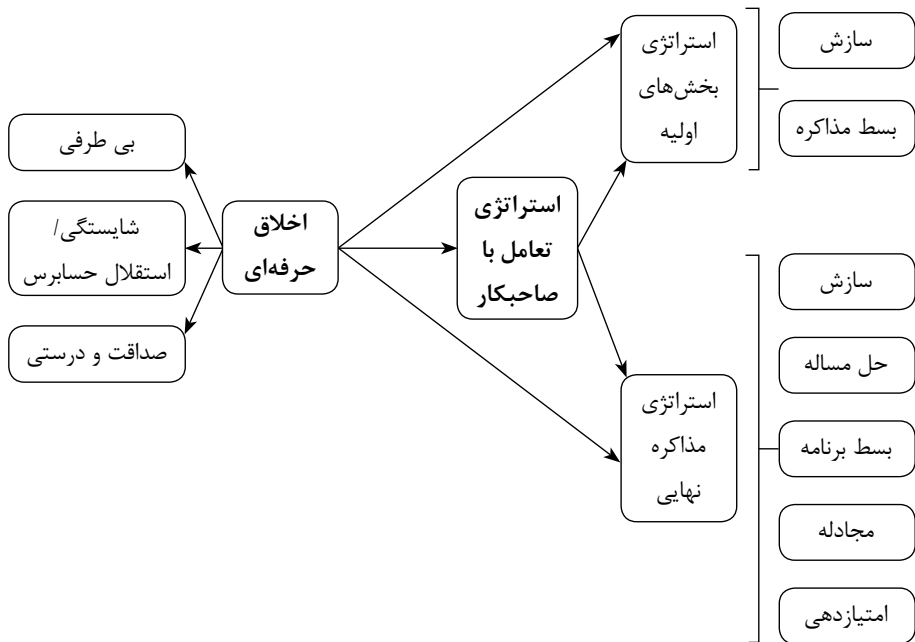 بی طرفی
شایستگی/
استقلال حسابرس
صداقت و درستی
اخلاق
حرفه‌ای
استراتژی
تعامل با
صاحبکار
استراتژی
بخش‌های
اولیه
سازش
بسط مذاکره
استراتژی
مذاکره
نهایی
سازش
حل مساله
بسط برنامه
مجادله
امتیازدهی